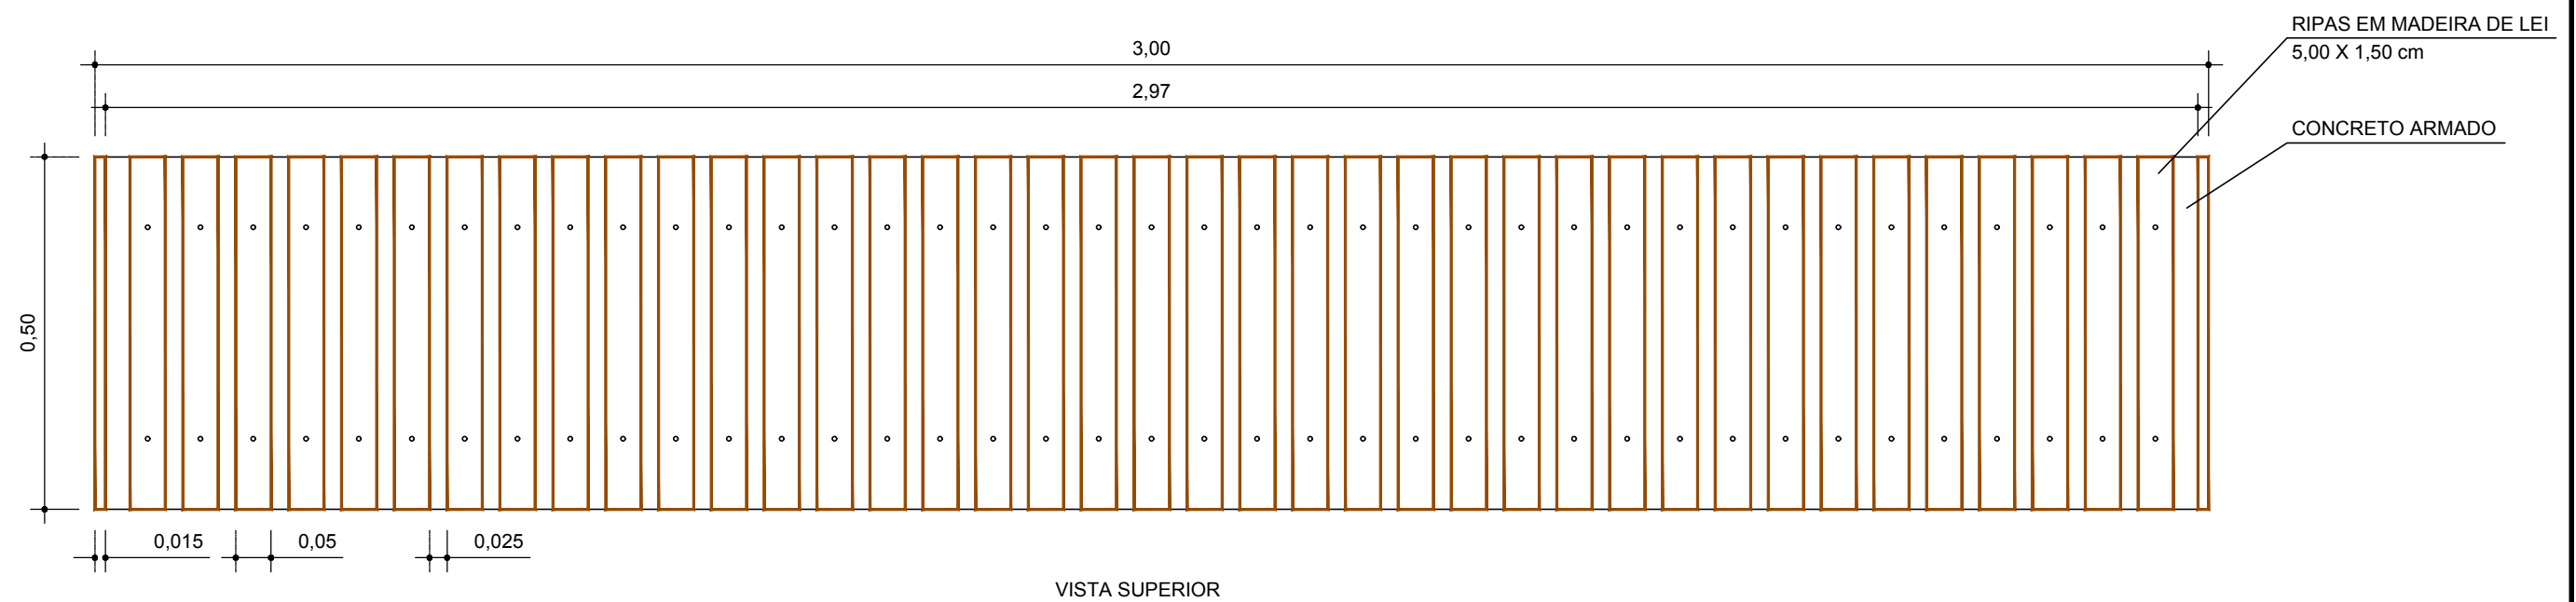 RIPAS EM MADEIRA DE LEI
5,00 X 1,50 cm
3,00
2,97
CONCRETO ARMADO
0,50
0,015
0,05
0,025
VISTA SUPERIOR